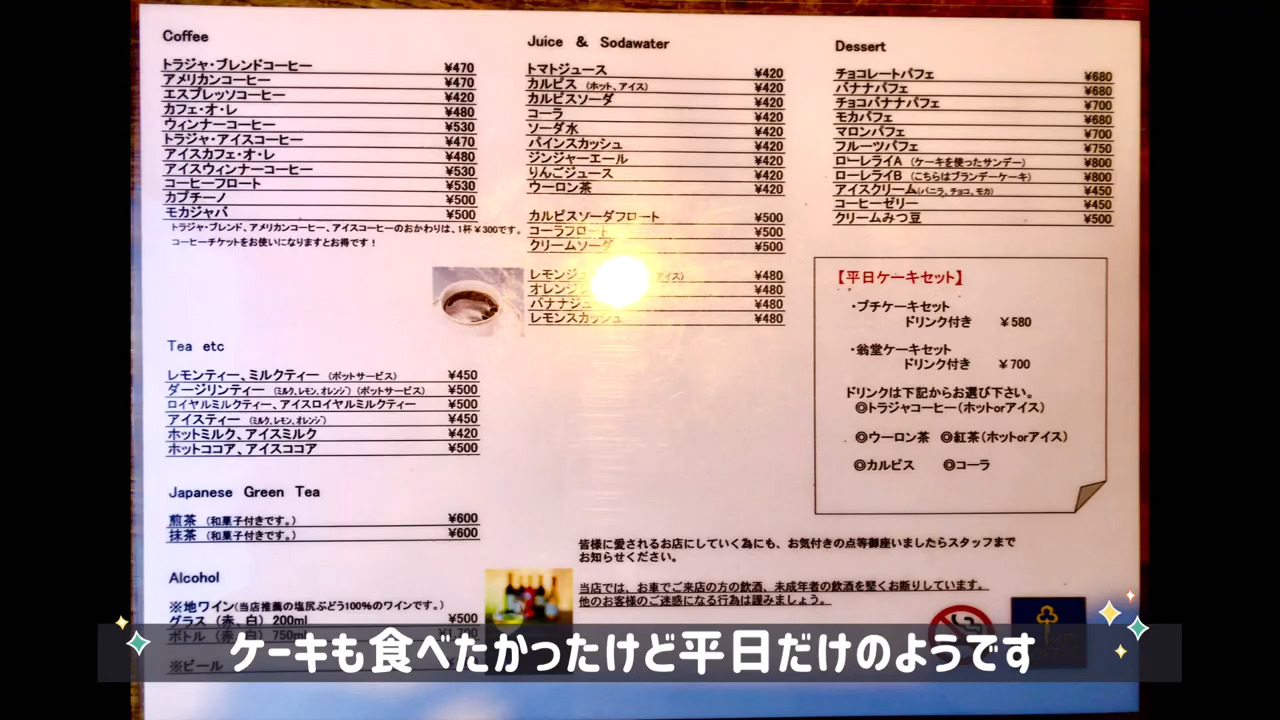 Coffee
トラジャ・ブレンドコーヒー ¥470
アメリカンコーヒー ¥470
エスプレッソコーヒー ¥420
カフェ・オ・レ ¥480
ウィンナーコーヒー ¥530
トラジャ・アイスコーヒー ¥470
アイスカフェ・オ・レ ¥480
アイスウィンナーコーヒー ¥530
コーヒーフロート ¥530
カプチーノ ¥500
モカジャバ ¥500
トラジャ・ブレンド、アメリカンコーヒー、アイスコーヒーのおかわりは、1杯¥300です。
コーヒーチケットをお使いになりますとお得です!
Tea etc
レモンティー、ミルクティー (ポットサービス) ¥450
ダージリンティー (ミルク、レモン、オレンジ) (ポットサービス) ¥500
ロイヤルミルクティー、アイスロイヤルミルクティー ¥500
アイスティー (ミルク、レモン、オレンジ) ¥450
ホットミルク、アイスミルク ¥420
ホットココア、アイスココア ¥500
Japanese Green Tea
煎茶 (和菓子付きです。) ¥600
抹茶 (和菓子付きです。) ¥600
Alcohol
※地ワイン(当店推薦の塩尻ぶどう100%のワインです。)
グラス (赤、白) 200ml ¥500
ボトル (赤、白) 750ml
※ビール
Juice & Sodawater
トマトジュース ¥420
カルピス (ホット、アイス) ¥420
カルピスソーダ ¥420
コーラ ¥420
ソーダ水 ¥420
パインスカッシュ ¥420
ジンジャーエール ¥420
りんごジュース ¥420
ウーロン茶 ¥420
カルピスソーダフロート ¥500
コーラフロート ¥500
クリームソーダ ¥500
レモンジュ アイス) ¥480
オレンジ ¥480
バナナジュ ¥480
レモンスカッシュ ¥480
Dessert
チョコレートパフェ ¥680
バナナパフェ ¥680
チョコバナナパフェ ¥700
モカパフェ ¥680
マロンパフェ ¥700
フルーツパフェ ¥750
ローレライA (ケーキを使ったサンデー) ¥800
ローレライB (こちらはブランデーケーキ) ¥800
アイスクリーム(バニラ、チョコ、モカ) ¥450
コーヒーゼリー ¥450
クリームみつ豆 ¥500
【平日ケーキセット】
・プチケーキセット
ドリンク付き ¥580
・翁堂ケーキセット
ドリンク付き ¥700
ドリンクは下記からお選び下さい。
◎トラジャコーヒー(ホットorアイス)
◎ウーロン茶 ◎紅茶(ホットorアイス)
◎カルピス ◎コーラ
皆様に愛されるお店にしていく為にも、お気付きの点等御座いましたらスタッフまで
お知らせください。
当店では、お車でご来店の方の飲酒、未成年者の飲酒を堅くお断りしています。
他のお客様のご迷惑になる行為は謹みましょう。
ケーキも食べたかったけど平日だけのようです